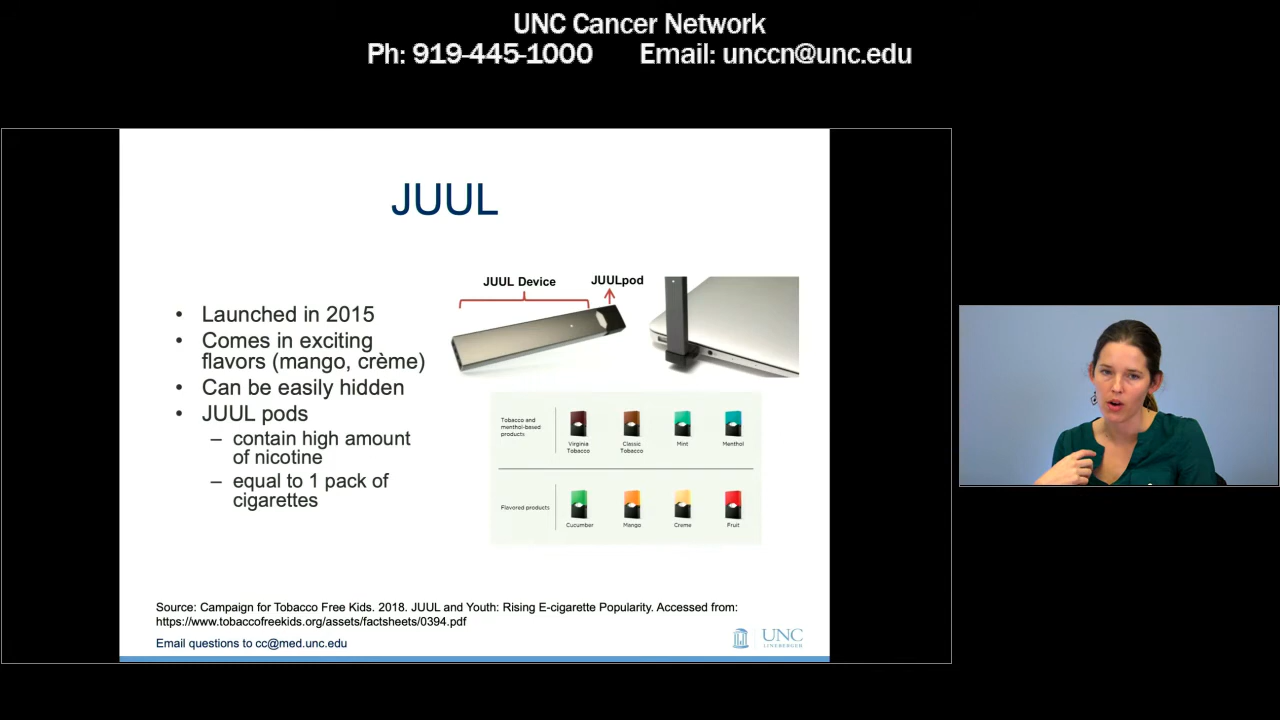 UNC Cancer Network
Ph: 919-445-1000 Email: unccn@unc.edu
JUUL
JUUL Device
JUULpod
• Launched in 2015
• Comes in exciting
flavors (mango, crème)
• Can be easily hidden
• JUUL pods
– contain high amount
of nicotine
– equal to 1 pack of
cigarettes
Tobacco and
menthol-based
products
Virginia
Tobacco
Classic
Tobacco
Mint
Menthol
Flavored products
Cucumber
Mango
Creme
Fruit
Source: Campaign for Tobacco Free Kids. 2018. JUUL and Youth: Rising E-cigarette Popularity. Accessed from:
https://www.tobaccofreekids.org/assets/factsheets/0394.pdf
Email questions to cc@med.unc.edu
UNC
LINEBERGER